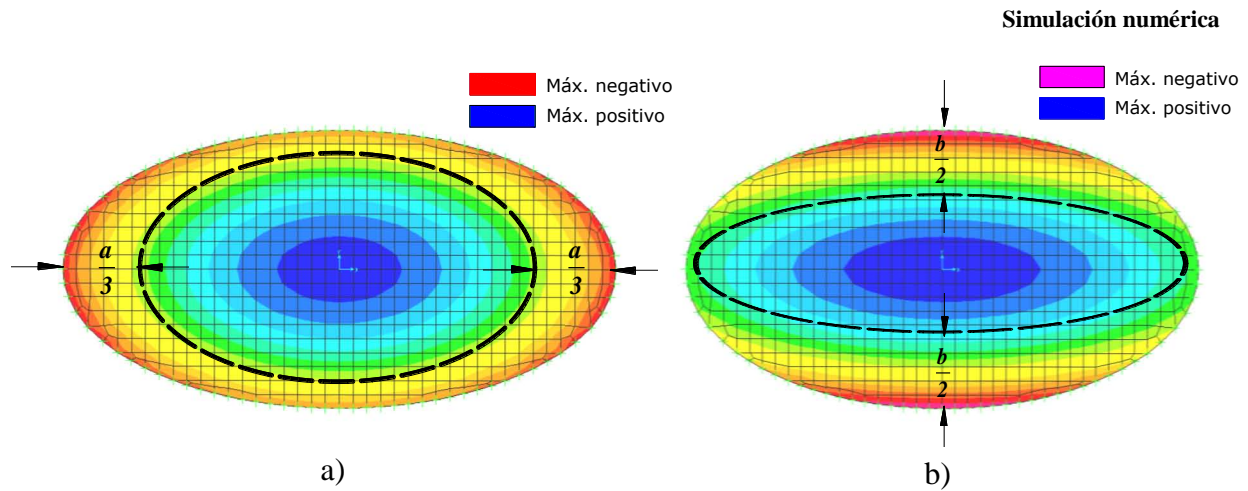 Simulación numérica
Máx. negativo
Máx. positivo
Máx. negativo
Máx. positivo
a/3
a/3
b/2
b/2
a)
b)